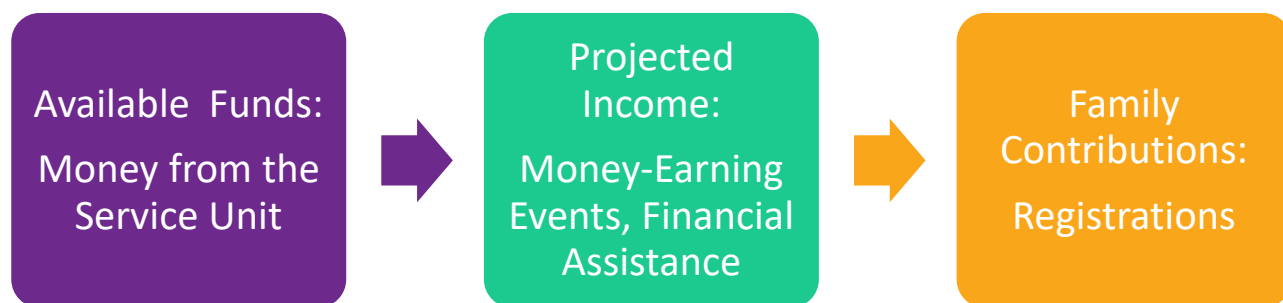 Available Funds:
Money from the
Service Unit
Projected
Income:
Money-Earning
Events, Financial
Assistance
Family
Contributions:
Registrations